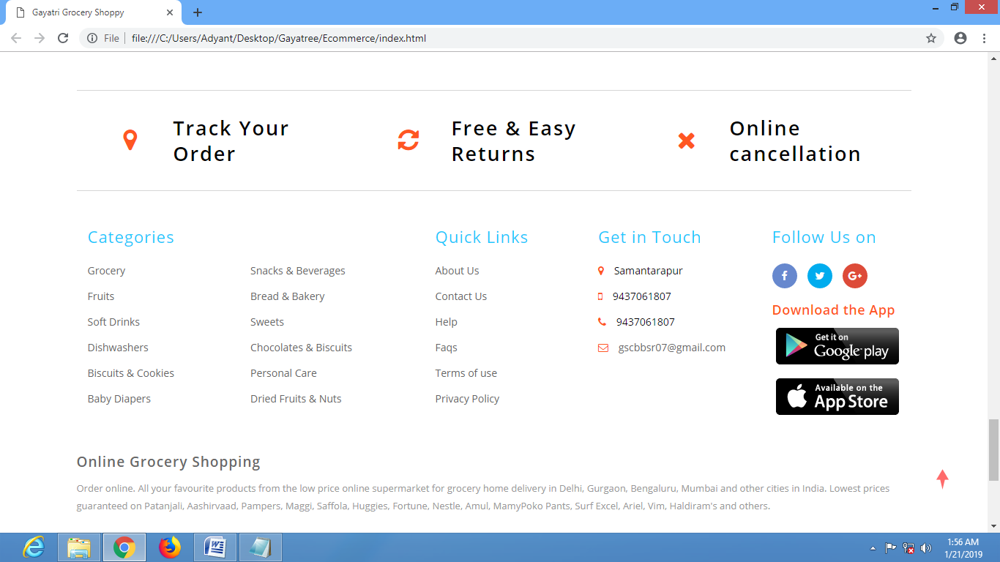 Gayatri Grocery Shoppy
File file:///C:/Users/Adyant/Desktop/Gayatree/Ecommerce/index.html
Track Your
Order
Free & Easy
Returns
Online
cancellation
Categories
Grocery
Fruits
Soft Drinks
Dishwashers
Biscuits & Cookies
Baby Diapers
Snacks & Beverages
Bread & Bakery
Sweets
Chocolates & Biscuits
Personal Care
Dried Fruits & Nuts
Quick Links
About Us
Contact Us
Help
Faqs
Terms of use
Privacy Policy
Get in Touch
Samantarapur
9437061807
9437061807
gscbbsr07@gmail.com
Follow Us on
Download the App
Get it on
Google play
Available on the
App Store
Online Grocery Shopping
Order online. All your favourite products from the low price online supermarket for grocery home delivery in Delhi, Gurgaon, Bengaluru, Mumbai and other cities in India. Lowest prices
guaranteed on Patanjali, Aashirvaad, Pampers, Maggi, Saffola, Huggies, Fortune, Nestle, Amul, MamyPoko Pants, Surf Excel, Ariel, Vim, Haldiram's and others.
1:56 AM
1/21/2019